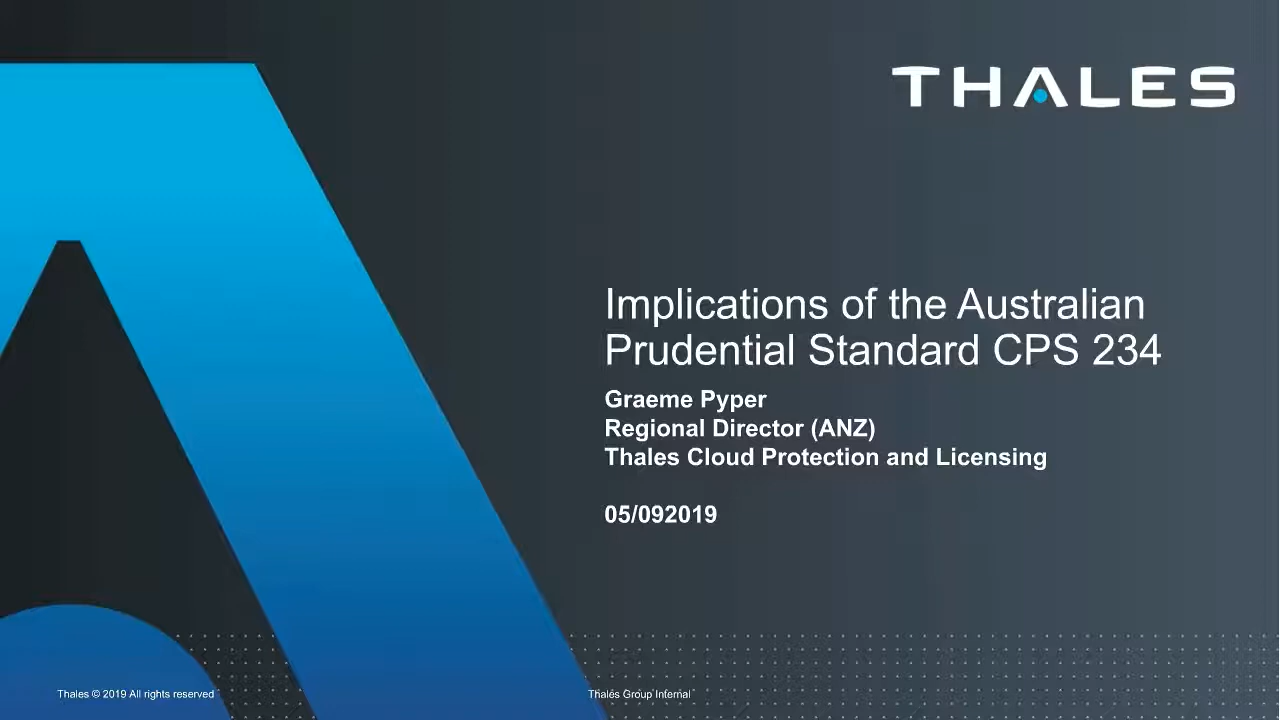 THALES
Implications of the Australian
Prudential Standard CPS 234
Graeme Pyper
Regional Director (ANZ)
Thales Cloud Protection and Licensing
05/092019
Thales © 2019 All rights reserved
Thales Group Internal